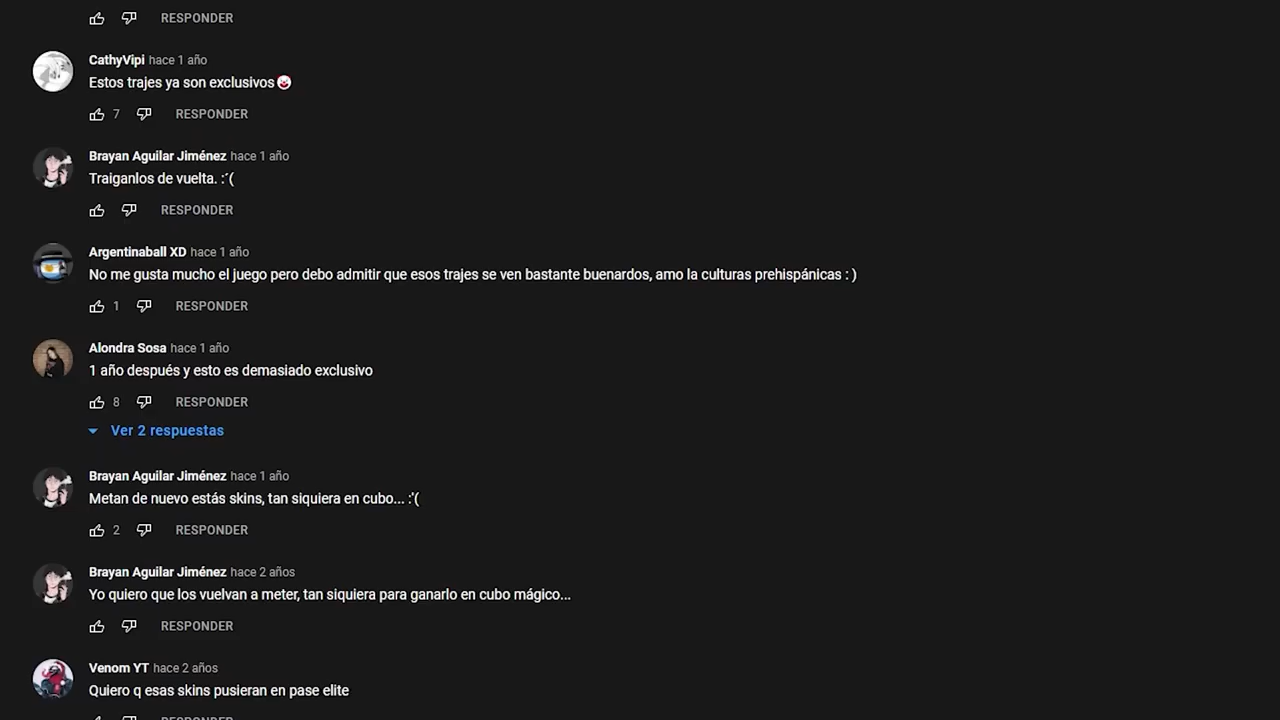 RESPONDER
CathyVipi hace 1 año
Estos trajes ya son exclusivos🤡
7 RESPONDER
Brayan Aguilar Jiménez hace 1 año
Traiganlos de vuelta. :´(
RESPONDER
Argentinaball XD hace 1 año
No me gusta mucho el juego pero debo admitir que esos trajes se ven bastante buenardos, amo la culturas prehispánicas : )
1 RESPONDER
Alondra Sosa hace 1 año
1 año después y esto es demasiado exclusivo
8 RESPONDER
Ver 2 respuestas
Brayan Aguilar Jiménez hace 1 año
Metan de nuevo estás skins, tan siquiera en cubo... :'(
2 RESPONDER
Brayan Aguilar Jiménez hace 2 años
Yo quiero que los vuelvan a meter, tan siquiera para ganarlo en cubo mágico...
RESPONDER
Venom YT hace 2 años
Quiero q esas skins pusieran en pase elite
RESPONDER